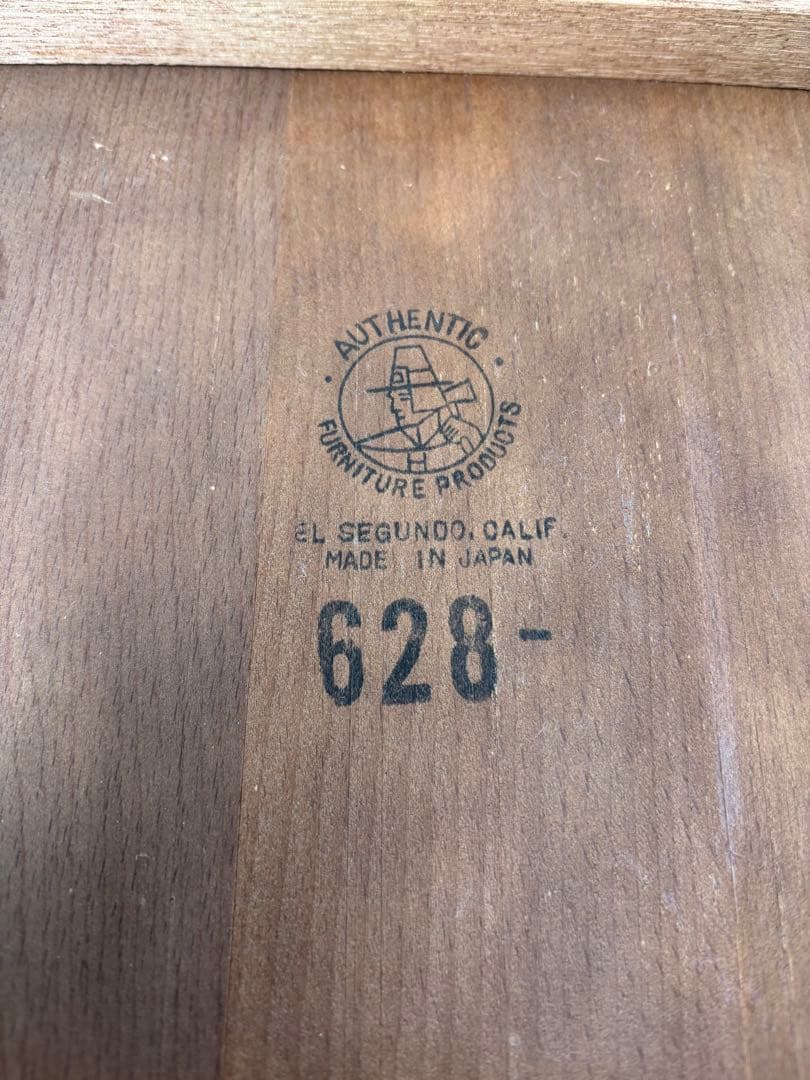 · AUTHENTIC ·
FURNITURE PRODUCTS
EL SEGUNDO, CALIF.
MADE IN JAPAN
628-